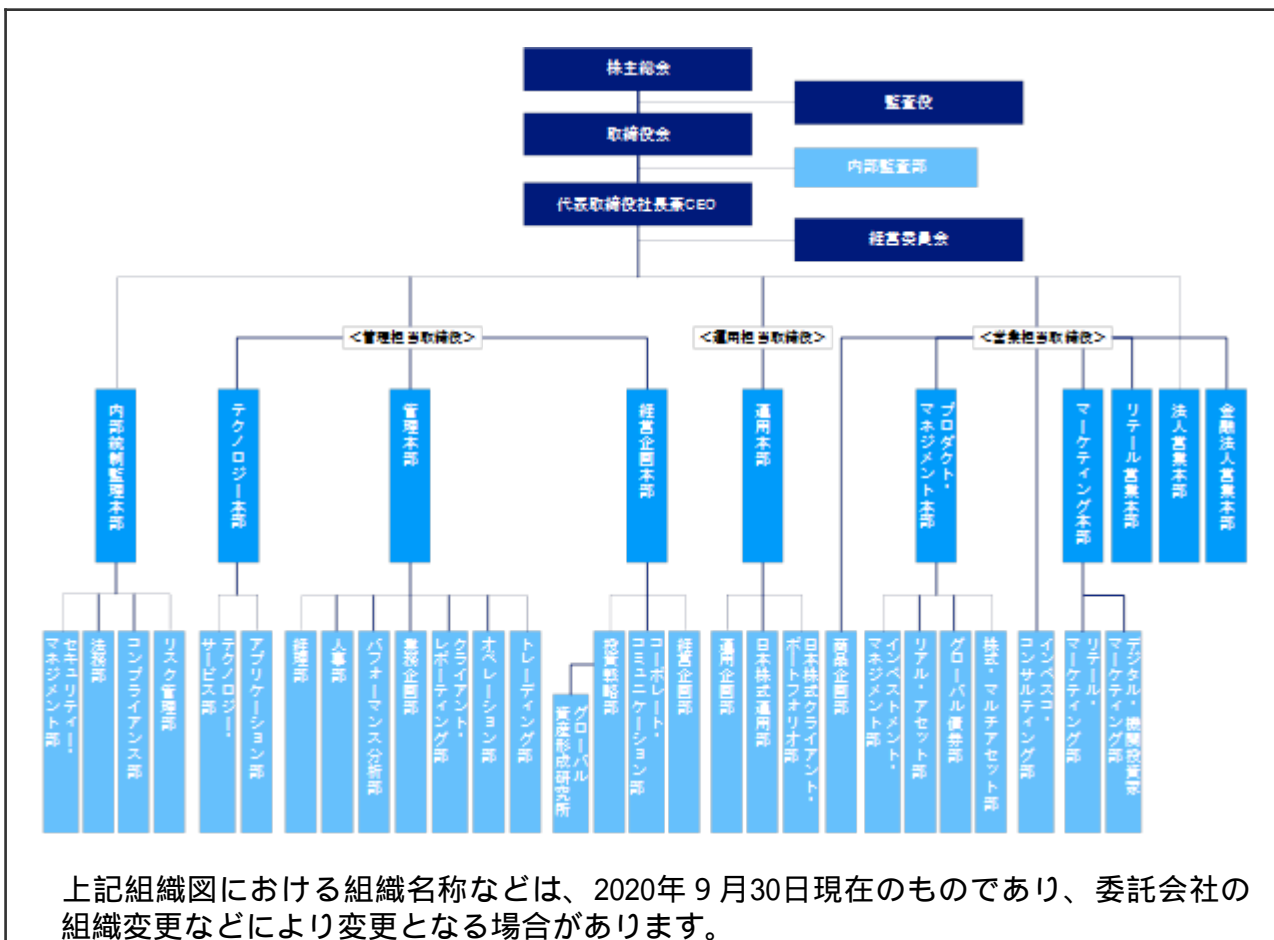 株主総会
監査役
取締役会
内部監査部
代表取締役社長兼CEO
経営委員会
＜管理担当取締役＞
＜運用担当取締役＞
＜営業担当取締役＞
内部統制監理本部
テクノロジー本部
管理本部
経営企画本部
運用本部
プロダクト・
マネジメント本部
マーケティング本部
リテール営業本部
法人営業本部
金融法人営業本部
セキュリティー・
マネジメント部
法務部
コンプライアンス部
リスク管理部
テクノロジー・
サービス部
アプリケーション部
経理部
人事部
パフォーマンス分析部
業務企画部
クライアント・
レポーティング部
オペレーション部
トレーディング部
グローバル
資産形成研究所
投資戦略部
コーポレート・
コミュニケーション部
経営企画部
運用企画部
日本株式運用部
日本株式クライアント・
ポートフォリオ部
商品企画部
インベストメント・
マネジメント部
リアル・アセット部
グローバル債券部
株式・マルチアセット部
インベスコ・
コンサルティング部
リテール・
マーケティング部
デジタル・機関投資家
マーケティング部
上記組織図における組織名称などは、2020年９月30日現在のものであり、委託会社の
組織変更などにより変更となる場合があります。